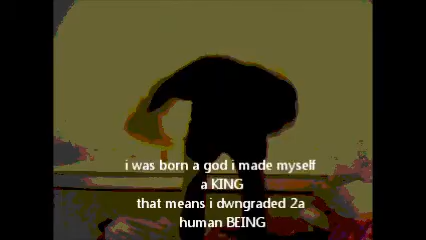 i was born a god i made myself
a KING
that means i dwngraded 2a
human BEING